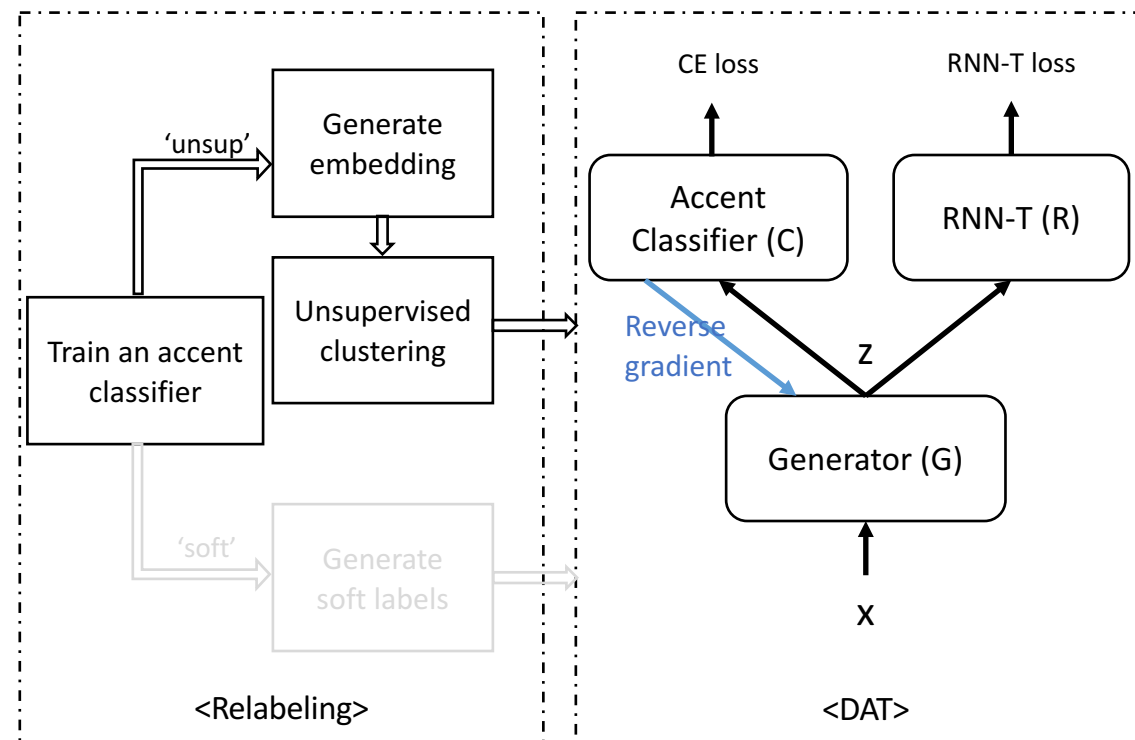 ‘unsup’
Generate
embedding
Unsupervised
clustering
Train an accent
classifier
‘soft’
Generate
soft labels
<Relabeling>
CE loss
RNN-T loss
Accent
Classifier (C)
RNN-T (R)
Reverse
gradient
z
Generator (G)
x
<DAT>